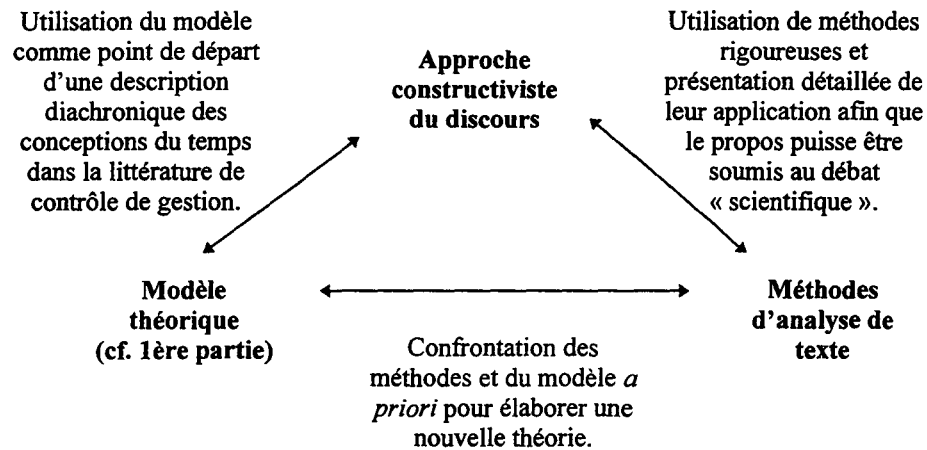 Utilisation du modèle
comme point de départ
d'une description
diachronique des
conceptions du temps
dans la littérature de
contrôle de gestion.
Approche
constructiviste
du discours
Utilisation de méthodes
rigoureuses et
présentation détaillée de
leur application afin que
le propos puisse être
soumis au débat
« scientifique ».
Modèle
théorique
(cf. 1ère partie)
Méthodes
d'analyse de
texte
Confrontation des
méthodes et du modèle a
priori pour élaborer une
nouvelle théorie.